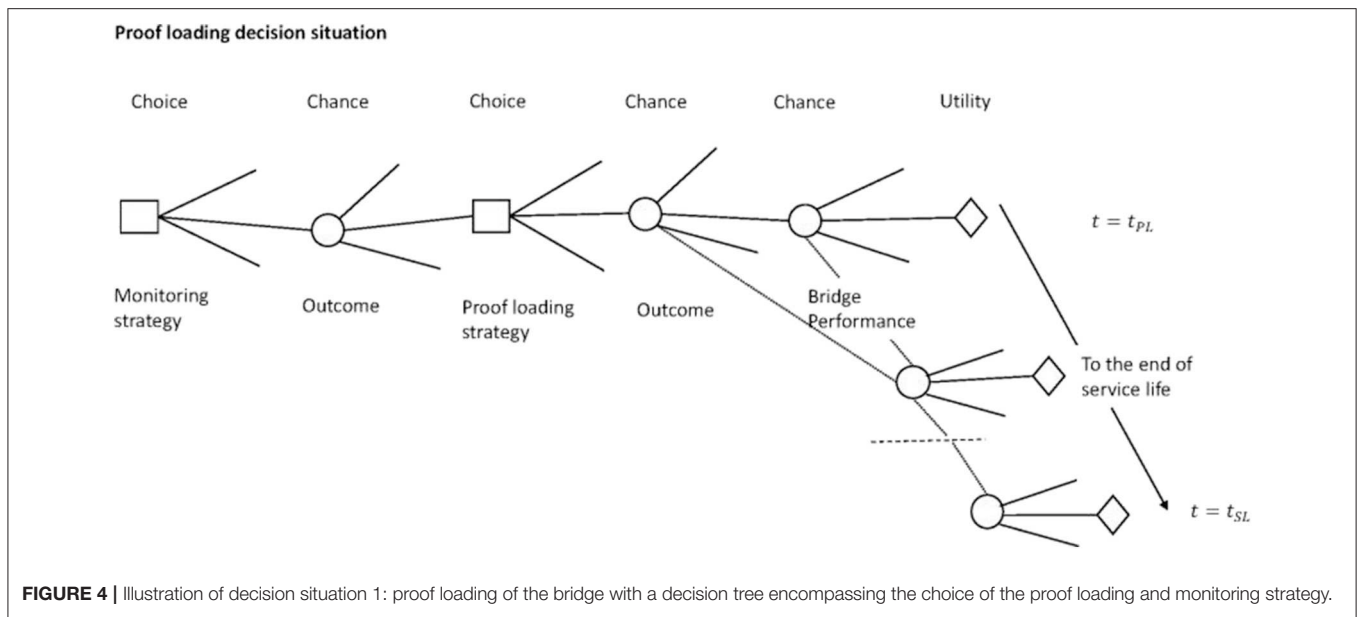 Proof loading decision situation
Choice
Chance
Choice
Chance
Chance
Utility
t = t_PL
Monitoring
strategy
Outcome
Proof loading
strategy
Outcome
Bridge
Performance
To the end of
service life
t = t_SL
FIGURE 4 | Illustration of decision situation 1: proof loading of the bridge with a decision tree encompassing the choice of the proof loading and monitoring strategy.